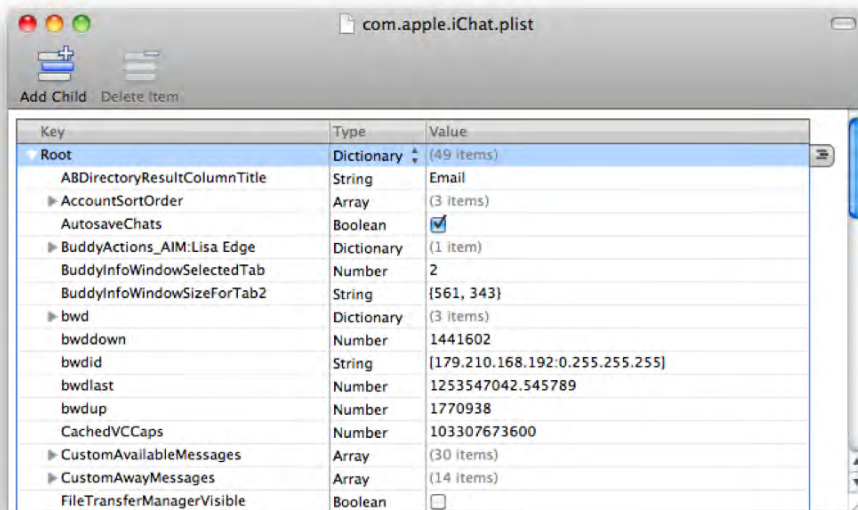 com.apple.iChat.plist
Add Child Delete Item
Key Type Value
Root Dictionary (49 items)
ABDirectoryResultColumnTitle String Email
AccountSortOrder Array (3 items)
AutosaveChats Boolean
BuddyActions_AIM:Lisa Edge Dictionary (1 item)
BuddyInfoWindowSelectedTab Number 2
BuddyInfoWindowSizeForTab2 String {561, 343}
bwd Dictionary (3 items)
bwddown Number 1441602
bwdid String [179.210.168.192:0.255.255.255]
bwdlast Number 1253547042.545789
bwdup Number 1770938
CachedVCCaps Number 103307673600
CustomAvailableMessages Array (30 items)
CustomAwayMessages Array (14 items)
FileTransferManagerVisible Boolean